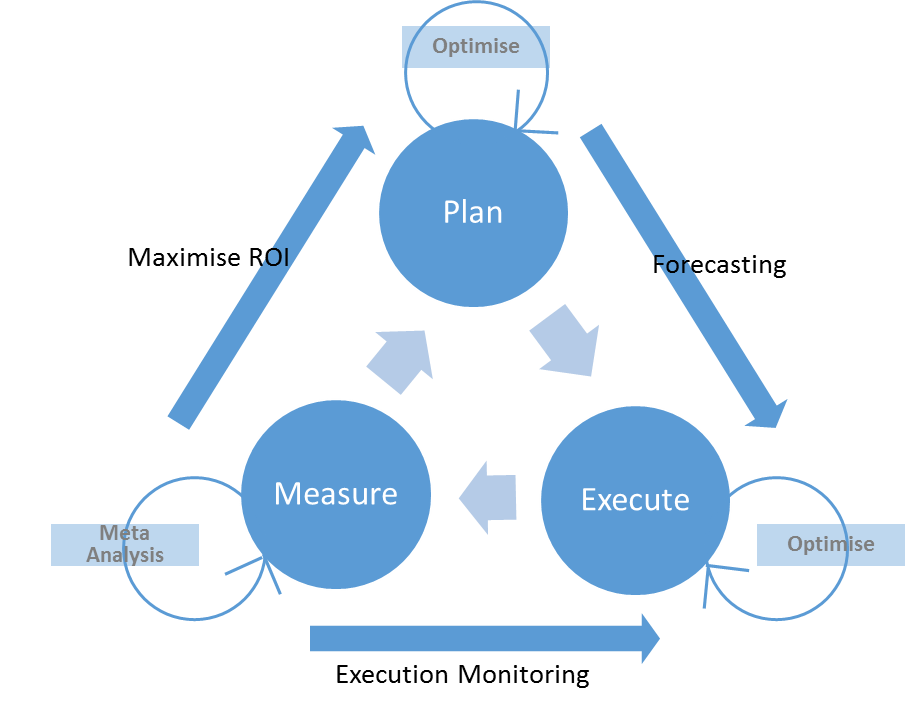 Optimise
Plan
Maximise ROI
Forecasting
Measure
Execute
Meta
Analysis
Optimise
Execution Monitoring